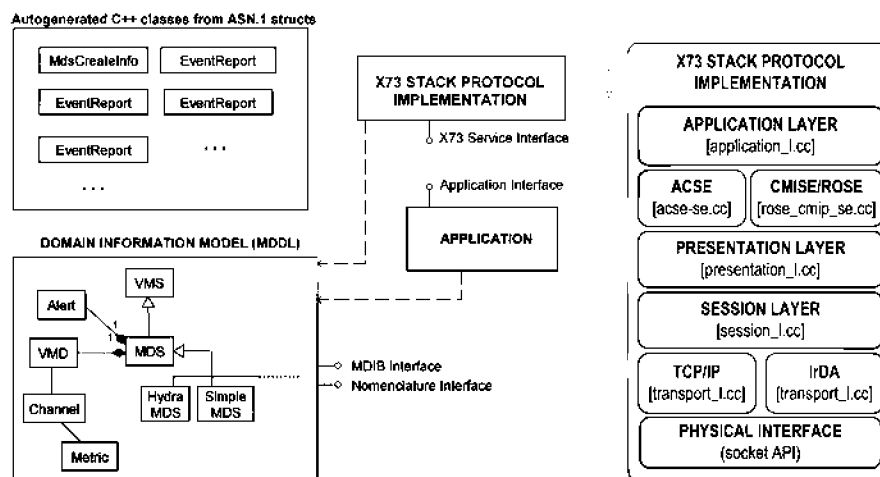 Autogenerated C++ classes from ASN.1 structs
MdsCreateInfo
EventReport
EventReport
EventReport
EventReport
...
...
X73 STACK PROTOCOL
IMPLEMENTATION
X73 Service Interface
Application Interface
APPLICATION
DOMAIN INFORMATION MODEL (MDDL)
VMS
Alert
1
1
VMD
MDS
Hydra
MDS
Simple
MDS
Channel
Metric
MDIB Interface
Nomenclature Interface
X73 STACK PROTOCOL
IMPLEMENTATION
APPLICATION LAYER
[application_l.cc]
ACSE
[acse-se.cc]
CMISE/ROSE
[rose_cmip_se.cc]
PRESENTATION LAYER
[presentation_l.cc]
SESSION LAYER
[session_l.cc]
TCP/IP
[transport_l.cc]
IrDA
[transport_l.cc]
PHYSICAL INTERFACE
(socket API)